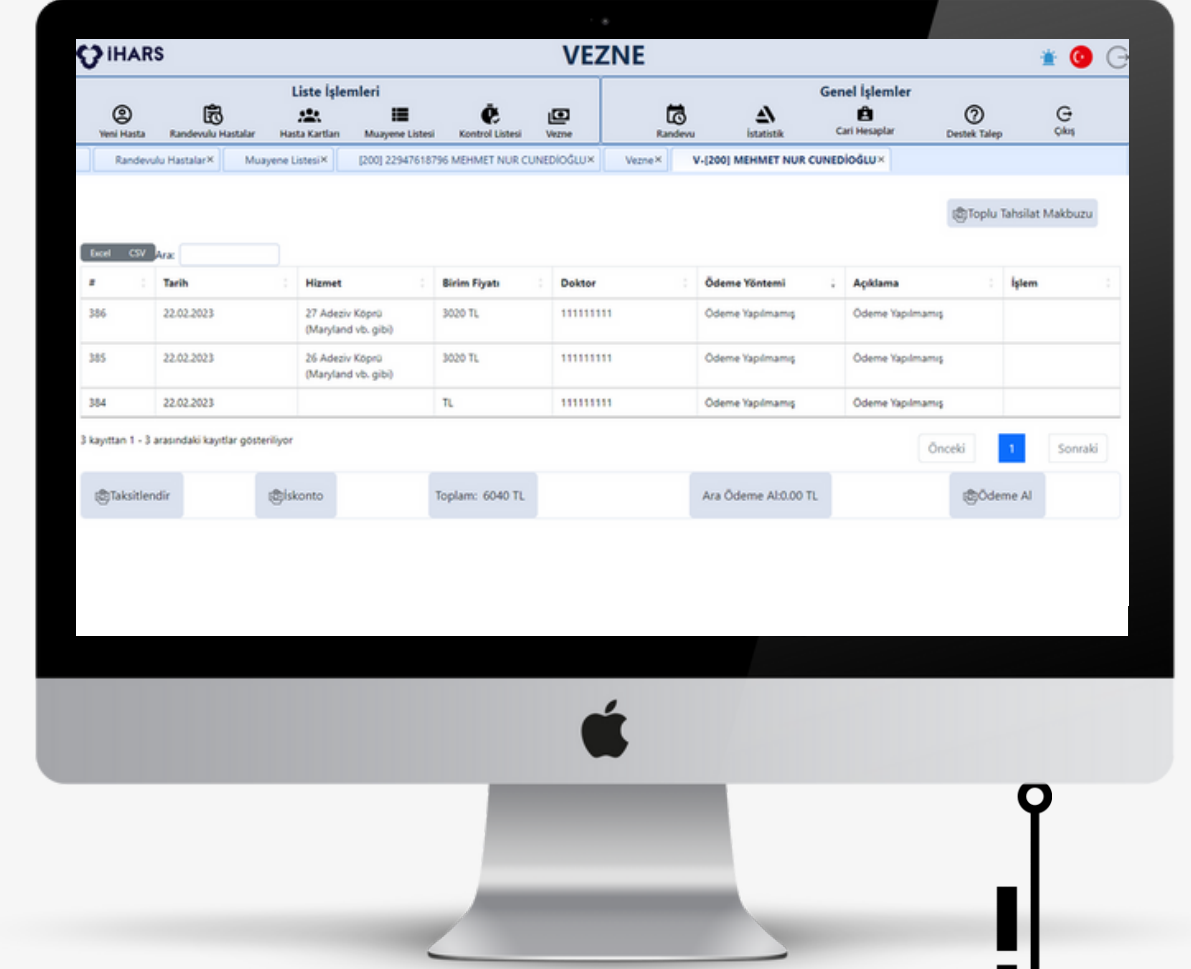 IHARS
VEZNE
Liste İşlemleri
Genel İşlemler
Yeni Hasta Randevulu Hastalar Hasta Kartları Muayene Listesi Kontrol Listesi Vezne Randevu İstatistik Cari Hesaplar Destek Talep Çıkış
Randevulu Hastalar× Muayene Listesi× [200] 22947618796 MEHMET NUR CUNEDİOĞLU× Vezne× V-[200] MEHMET NUR CUNEDİOĞLU×
Toplu Tahsilat Makbuzu
Excel CSV Ara:
# Tarih Hizmet Birim Fiyatı Doktor Ödeme Yöntemi Açıklama İşlem
386 22.02.2023 27 Adeziv Köprü 3020 TL 111111111 Ödeme Yapılmamış Ödeme Yapılmamış
(Maryland vb. gibi)
385 22.02.2023 26 Adeziv Köprü 3020 TL 111111111 Ödeme Yapılmamış Ödeme Yapılmamış
(Maryland vb. gibi)
384 22.02.2023 TL 111111111 Ödeme Yapılmamış Ödeme Yapılmamış
3 kayıttan 1 - 3 arasındaki kayıtlar gösteriliyor
Önceki 1 Sonraki
Taksitlendir İskonto Toplam: 6040 TL Ara Ödeme Al:0.00 TL Ödeme Al